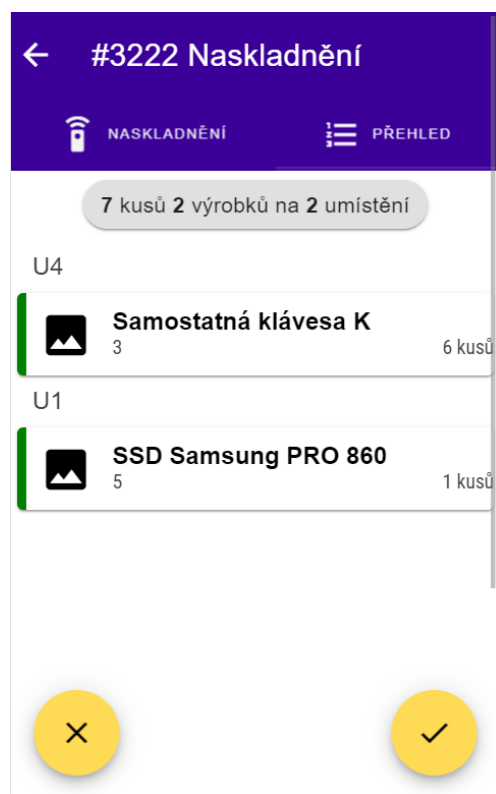 #3222 Naskladnění
NASKLADNĚNÍ
PŘEHLED
7 kusů 2 výrobků na 2 umístění
U4
Samostatná klávesa K
3
6 kusů
U1
SSD Samsung PRO 860
5
1 kusů